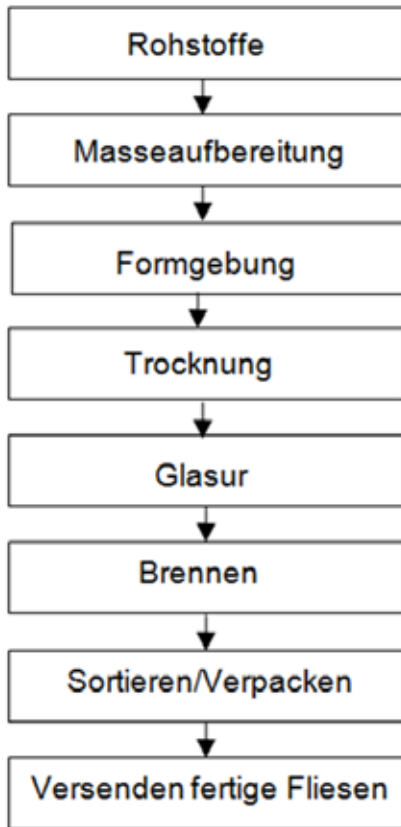 Rohstoffe
Masseaufbereitung
Formgebung
Trocknung
Glasur
Brennen
Sortieren/Verpacken
Versenden fertige Fliesen